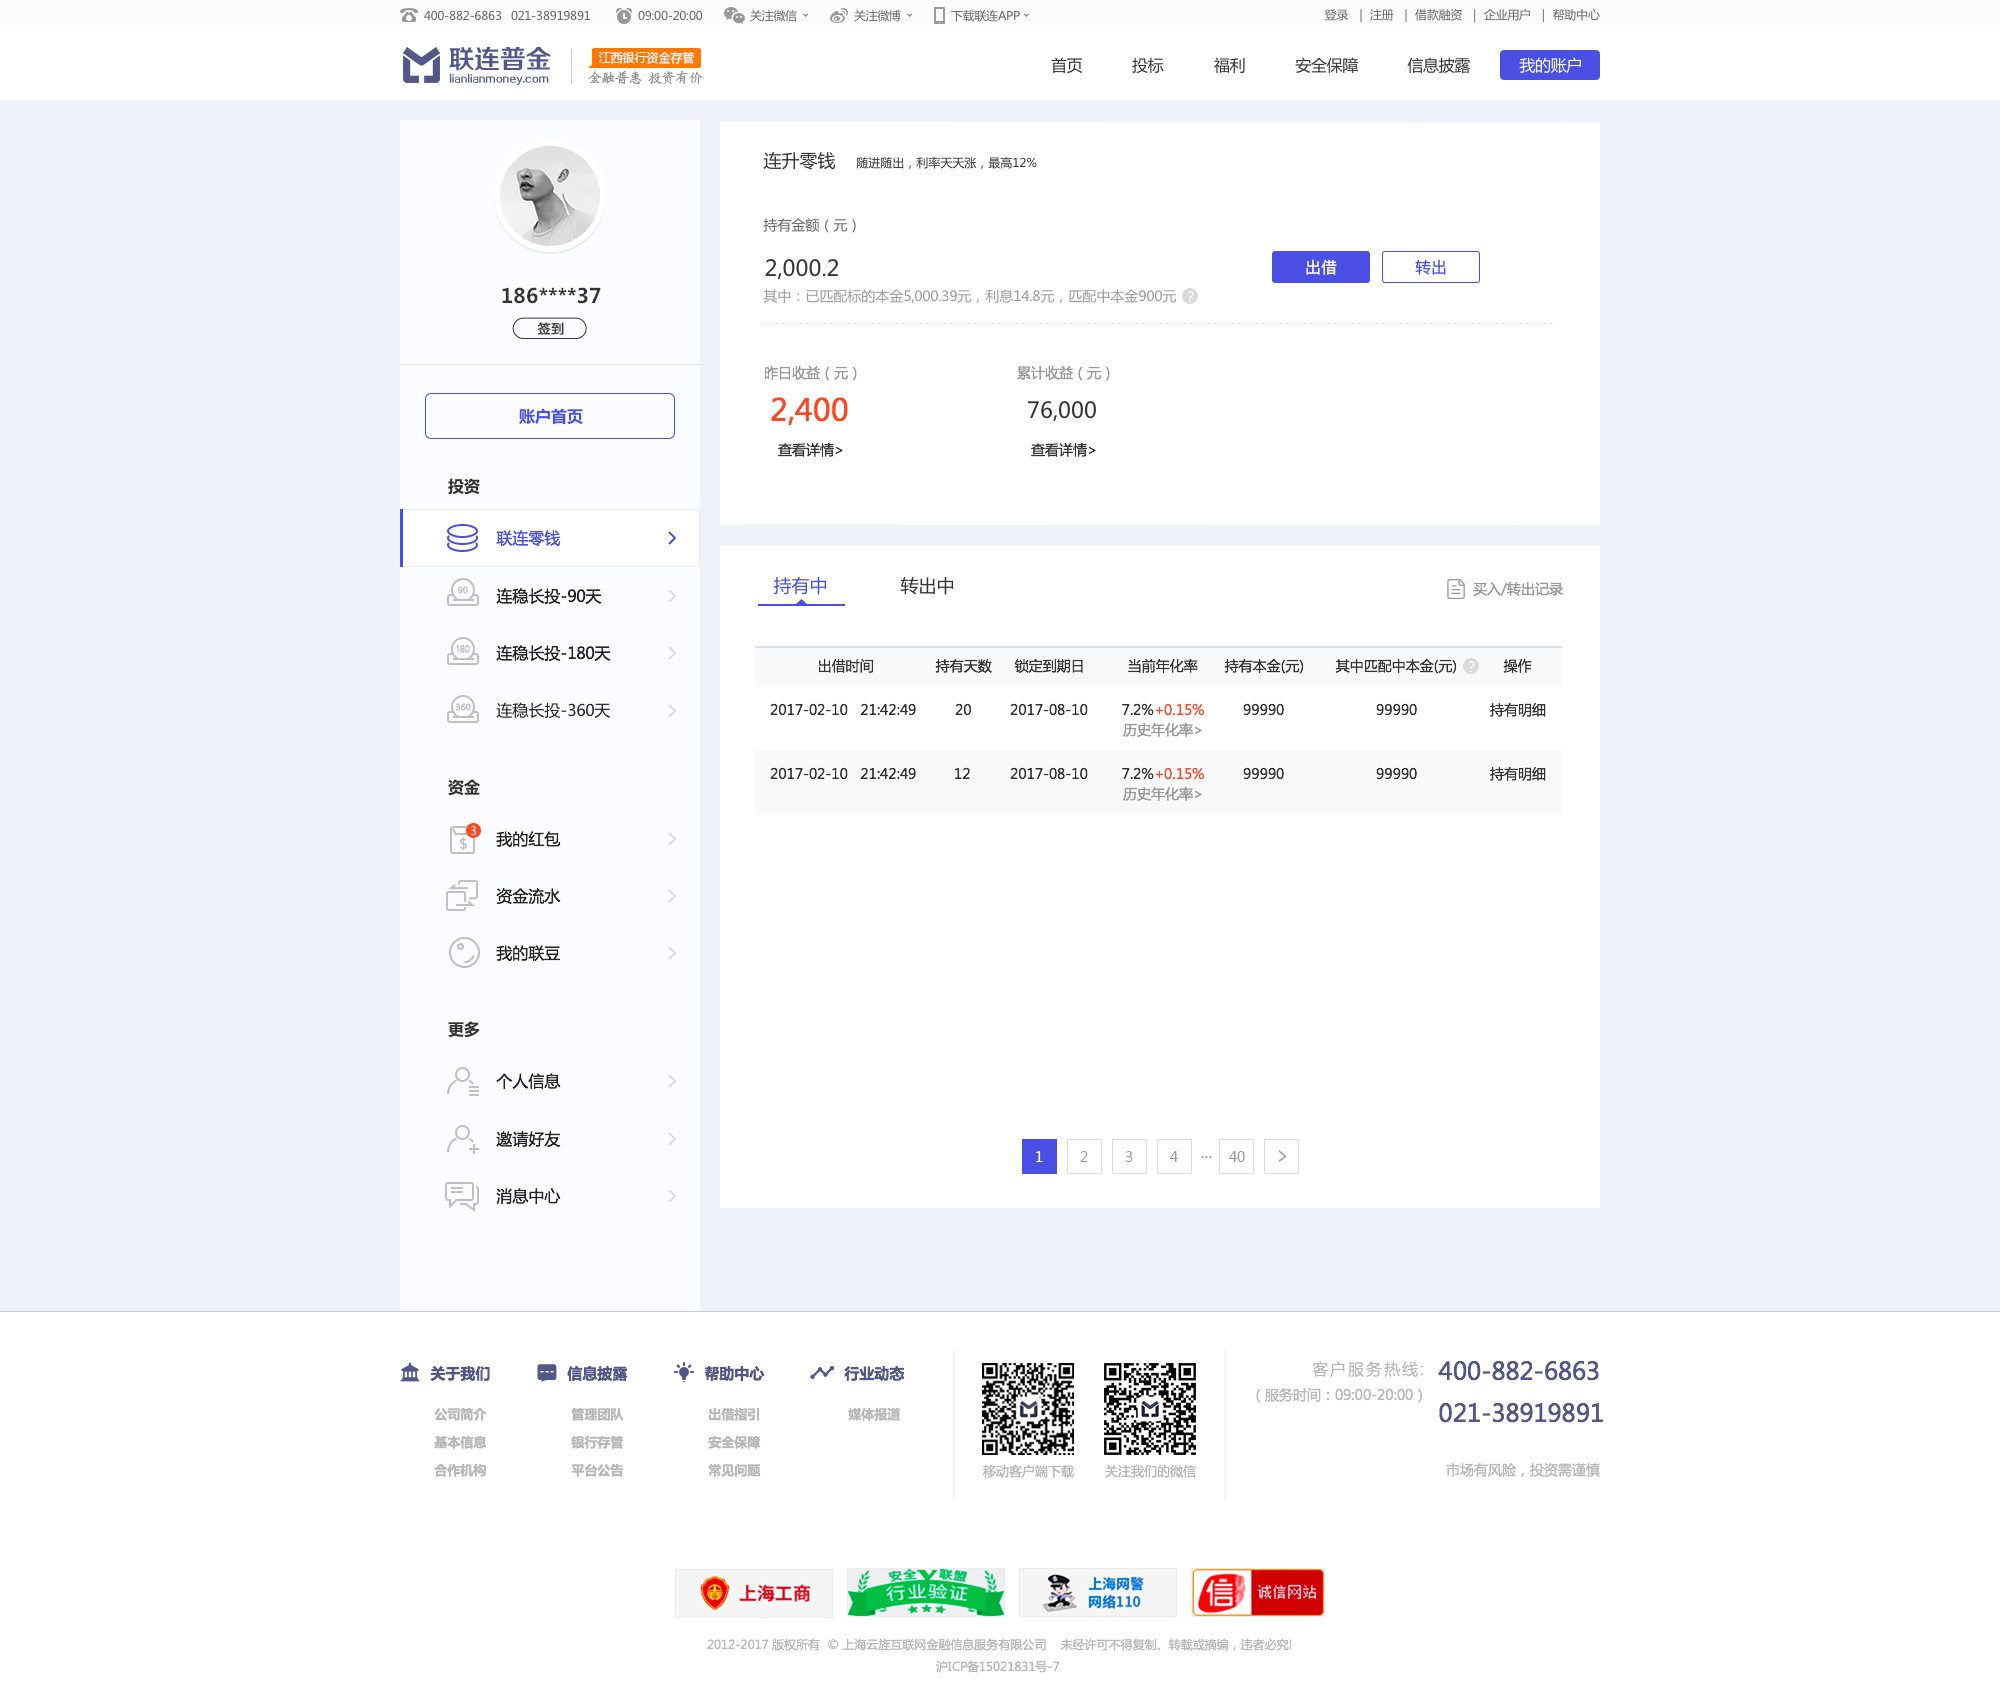 400-882-6863 021-38919891 09:00-20:00 关注微信 关注微博 下载联连APP 登录 | 注册 | 借款融资 | 企业用户 | 帮助中心
联连普金 lianlianmoney.com
江西银行资金存管
金融普惠 投资有价
首页 投标 福利 安全保障 信息披露 我的账户
186****37
签到
账户首页
投资
联连零钱
90 连稳长投-90天
180 连稳长投-180天
360 连稳长投-360天
资金
3 $ 我的红包
资金流水
我的联豆
更多
个人信息
邀请好友
消息中心
连升零钱 随进随出，利率天天涨，最高12%
持有金额（元）
2,000.2 出借 转出
其中：已匹配标的本金5,000.39元，利息14.8元，匹配中本金900元 ?
昨日收益（元） 累计收益（元）
2,400 76,000
查看详情> 查看详情>
持有中 转出中 买入/转出记录
出借时间 持有天数 锁定到期日 当前年化率 持有本金(元) 其中匹配中本金(元) ? 操作
2017-02-10 21:42:49 20 2017-08-10 7.2%+0.15% 99990 99990 持有明细
历史年化率>
2017-02-10 21:42:49 12 2017-08-10 7.2%+0.15% 99990 99990 持有明细
历史年化率>
1 2 3 4 ... 40 >
关于我们 信息披露 帮助中心 行业动态
公司简介 管理团队 出借指引 媒体报道
基本信息 银行存管 安全保障
合作机构 平台公告 常见问题
移动客户端下载 关注我们的微信
客户服务热线: 400-882-6863
（服务时间：09:00-20:00）
021-38919891
市场有风险，投资需谨慎
上海工商
安全联盟
行业验证
上海网警
网络110
信 诚信网站
2012-2017 版权所有 © 上海云旌互联网金融信息服务有限公司 未经许可不得复制、转载或摘编，违者必究!
沪ICP备15021831号-7